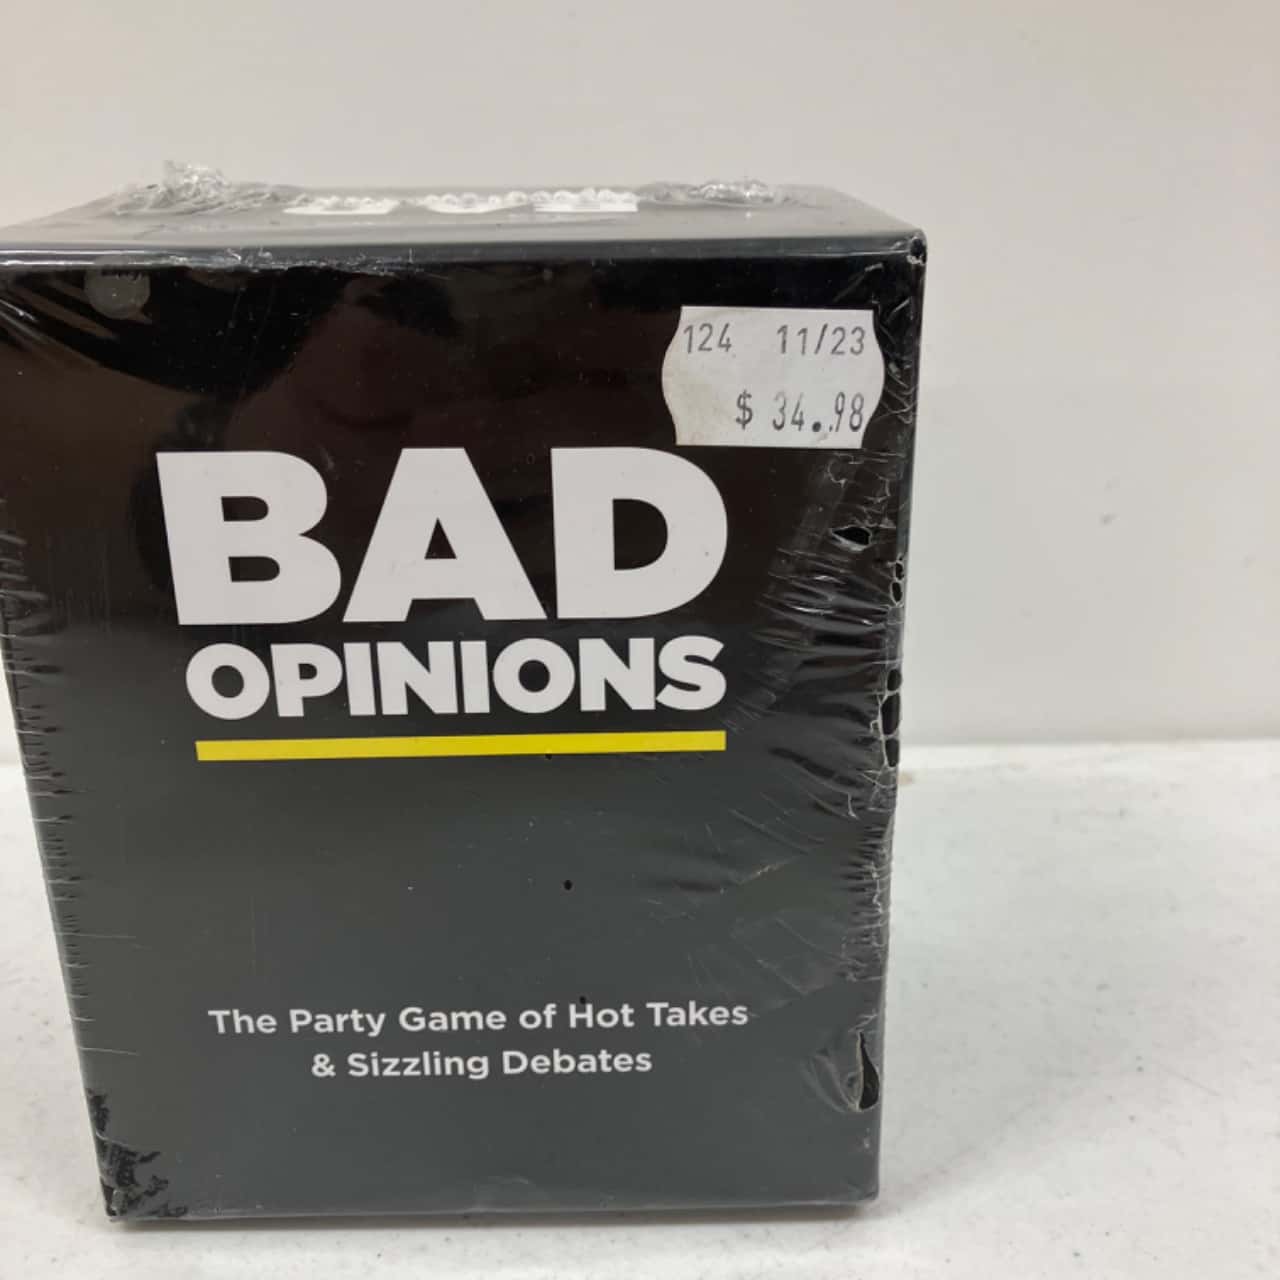 124 11/23
$ 34.98
BAD
OPINIONS
The Party Game of Hot Takes
& Sizzling Debates